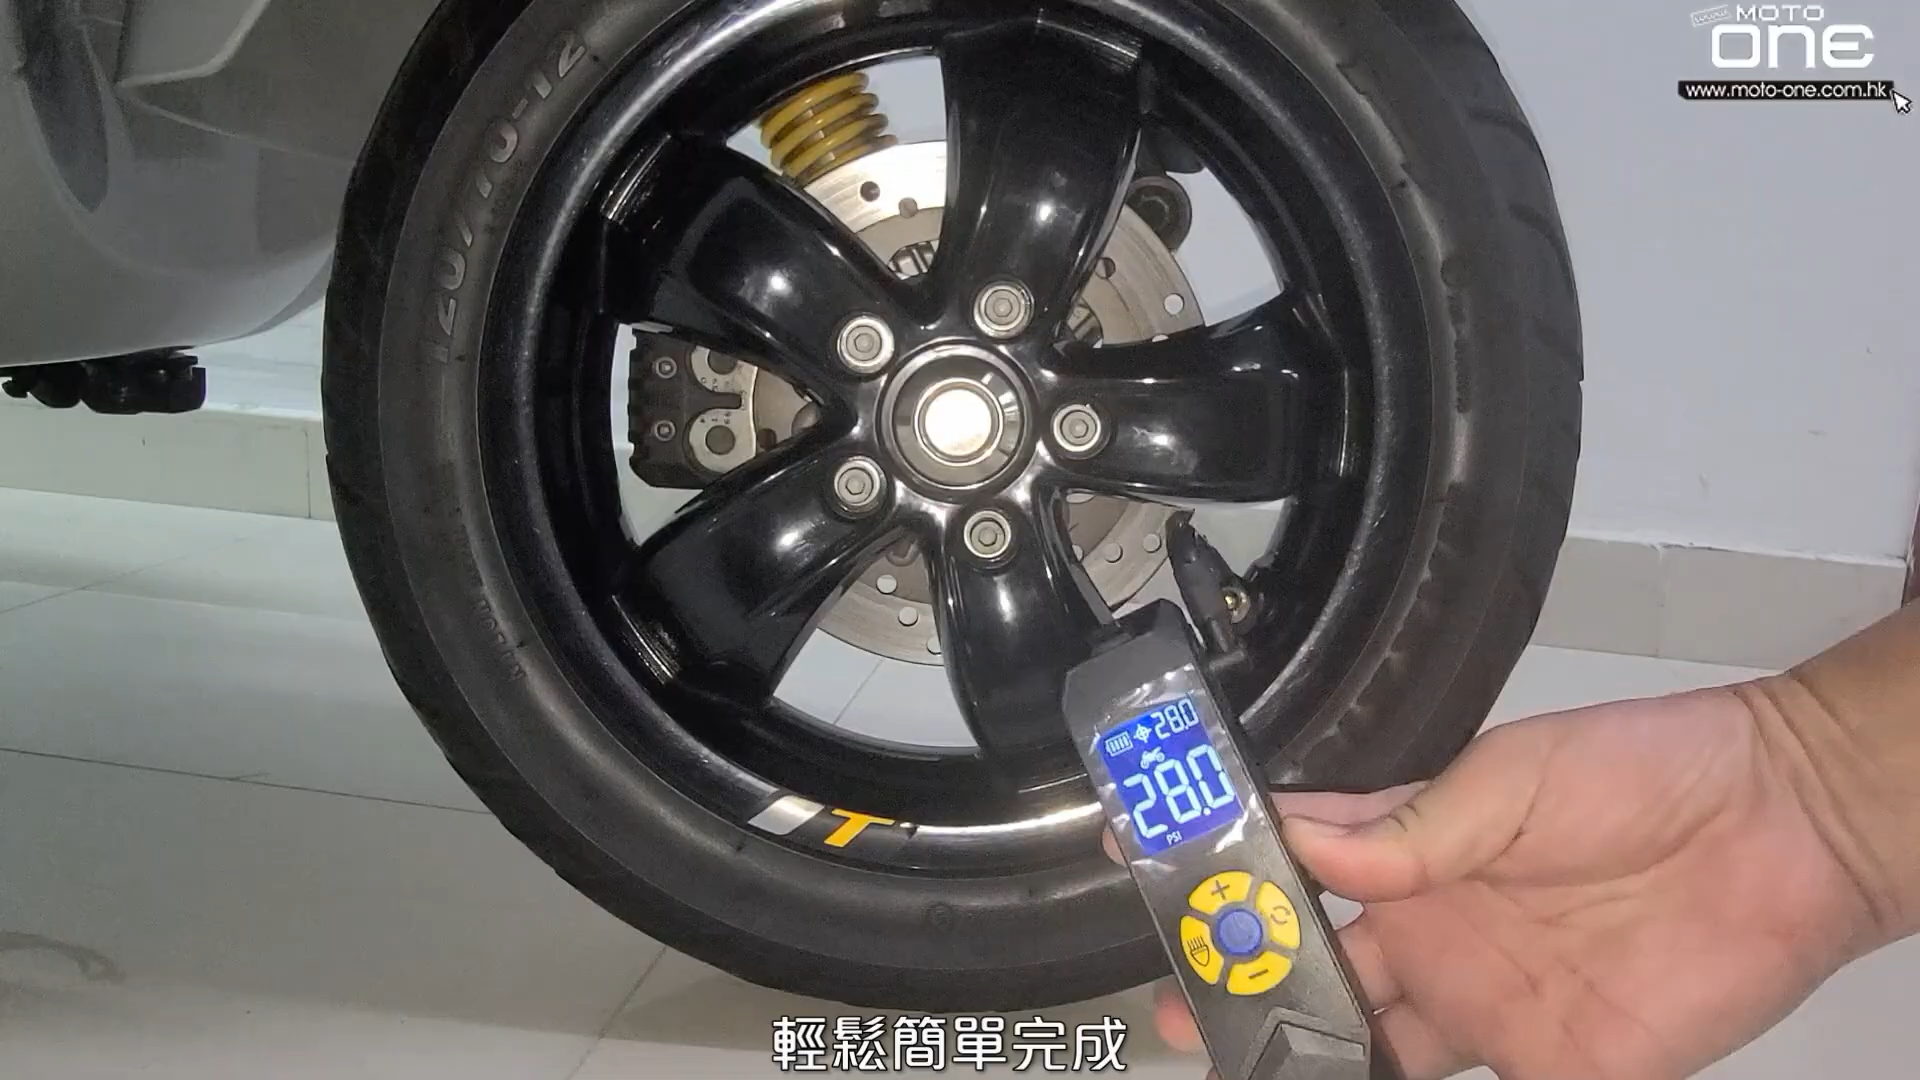 MOTO
one
www.moto-one.com.hk
120/70-12
28.0
28.0
PSI
T
輕鬆簡單完成